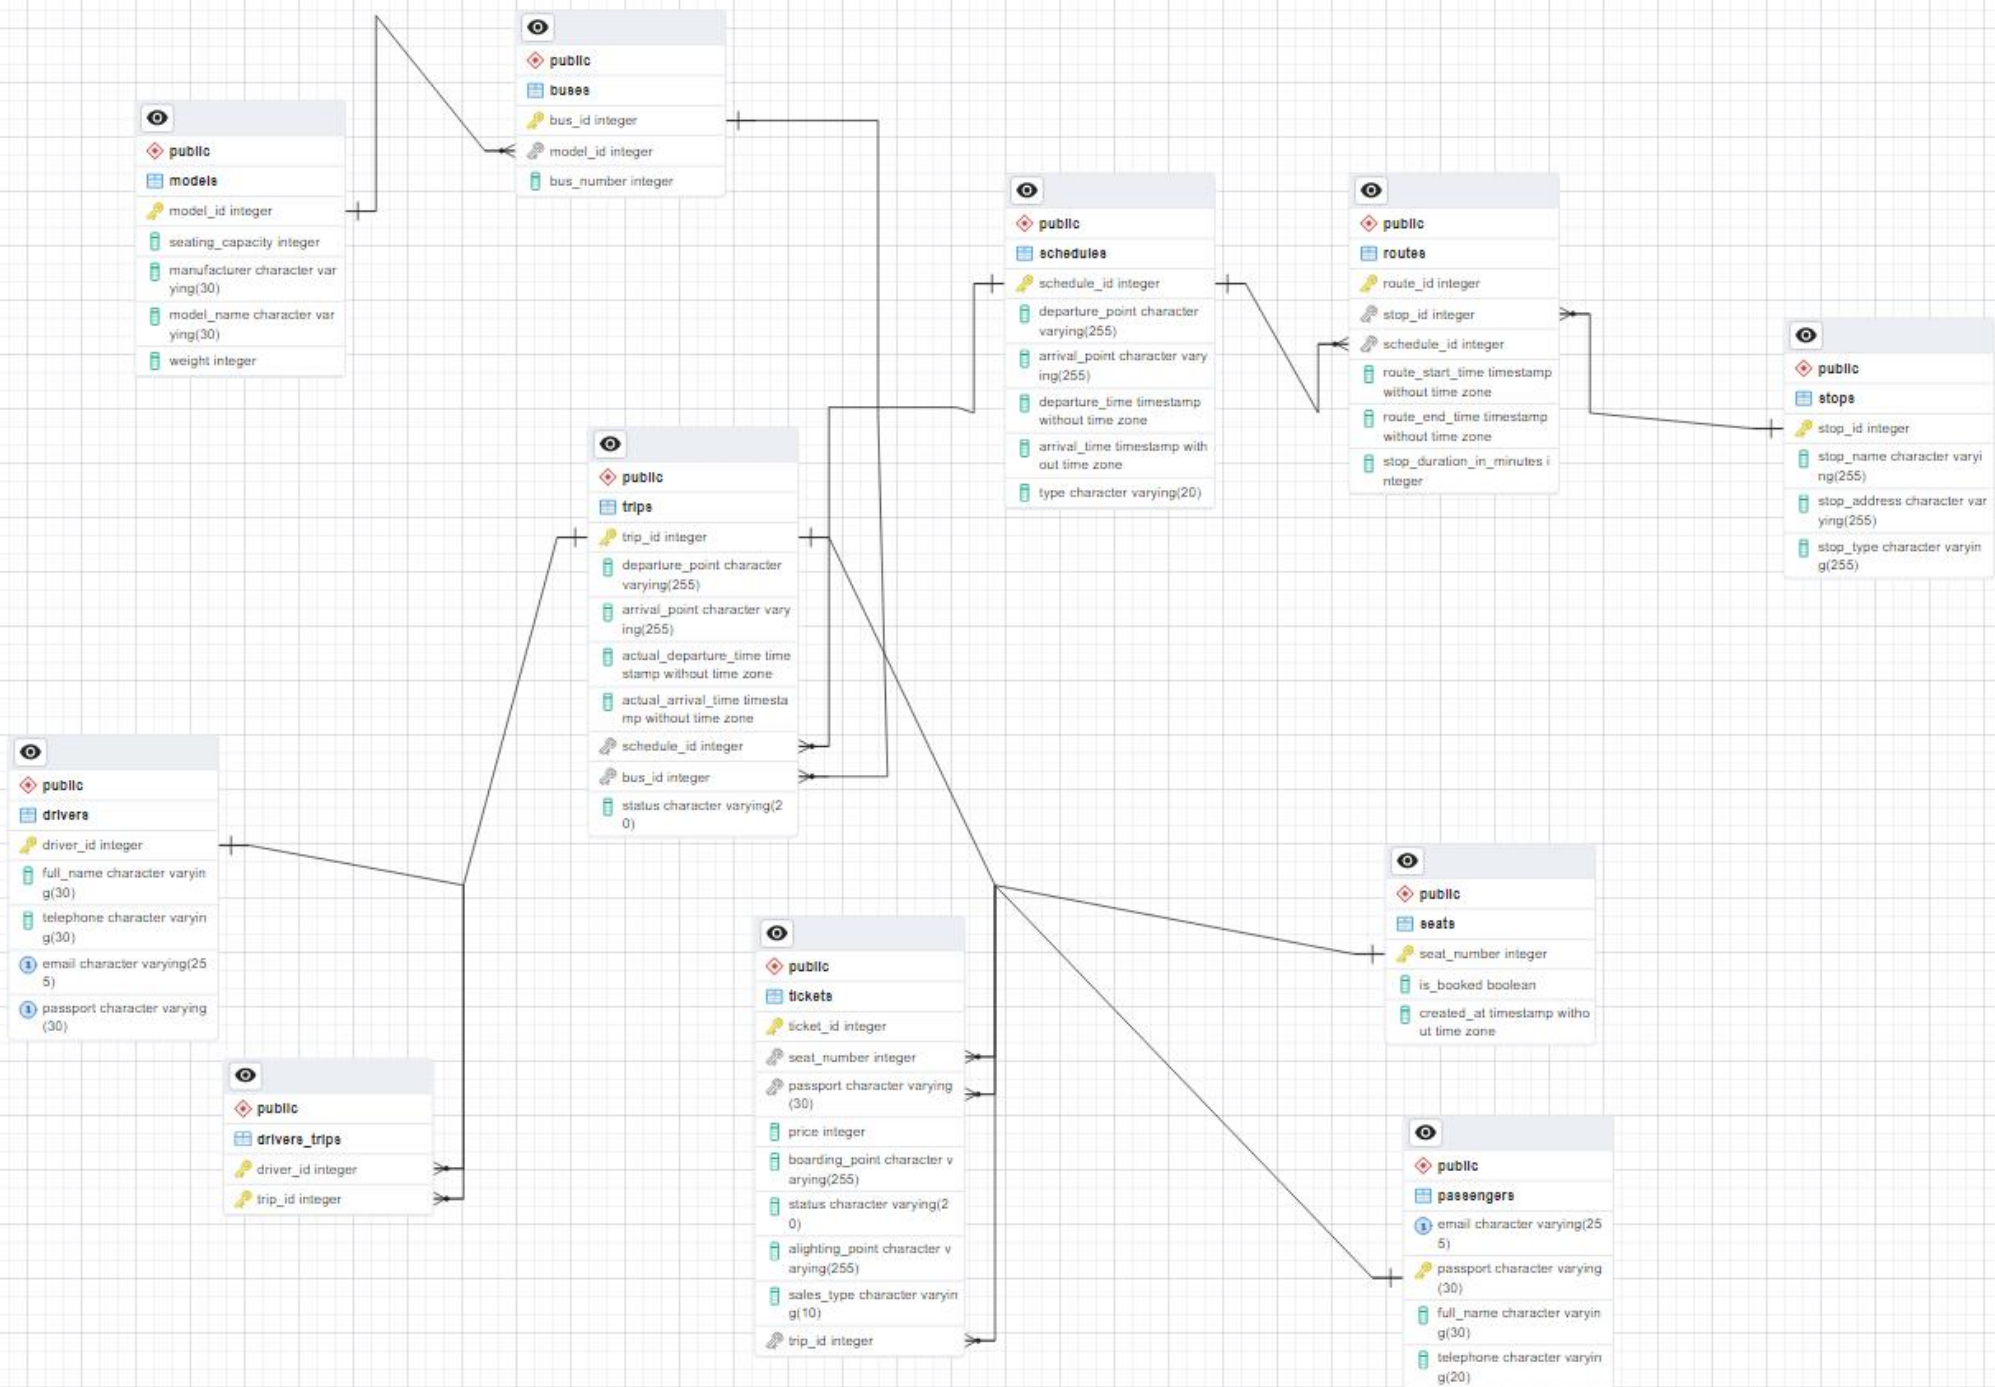 public
buses
bus_id integer
model_id integer
bus_number integer
public
models
model_id integer
seating_capacity integer
manufacturer character var
ying(30)
model_name character var
ying(30)
weight integer
public
schedules
schedule_id integer
departure_point character
varying(255)
arrival_point character vary
ing(255)
departure_time timestamp
without time zone
arrival_time timestamp with
out time zone
type character varying(20)
public
routes
route_id integer
stop_id integer
schedule_id integer
route_start_time timestamp
without time zone
route_end_time timestamp
without time zone
stop_duration_in_minutes i
nteger
public
stops
stop_id integer
stop_name character varyi
ng(255)
stop_address character var
ying(255)
stop_type character varyin
g(255)
public
trips
trip_id integer
departure_point character
varying(255)
arrival_point character vary
ing(255)
actual_departure_time time
stamp without time zone
actual_arrival_time timesta
mp without time zone
schedule_id integer
bus_id integer
status character varying(2
0)
public
drivers
driver_id integer
full_name character varyin
g(30)
telephone character varyin
g(30)
email character varying(25
5)
passport character varying
(30)
public
drivers_trips
driver_id integer
trip_id integer
public
tickets
ticket_id integer
seat_number integer
passport character varying
(30)
price integer
boarding_point character v
arying(255)
status character varying(2
0)
alighting_point character v
arying(255)
sales_type character varyin
g(10)
trip_id integer
public
seats
seat_number integer
is_booked boolean
created_at timestamp witho
ut time zone
public
passengers
email character varying(25
5)
passport character varying
(30)
full_name character varyin
g(30)
telephone character varyin
g(20)